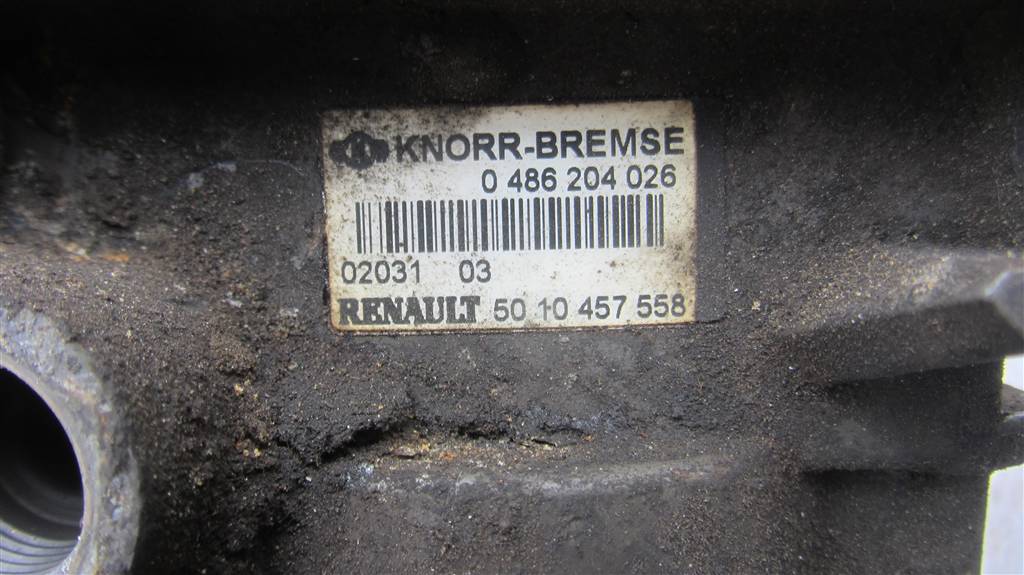 KNORR-BREMSE
0 486 204 026
02031 03
RENAULT 50 10 457 558